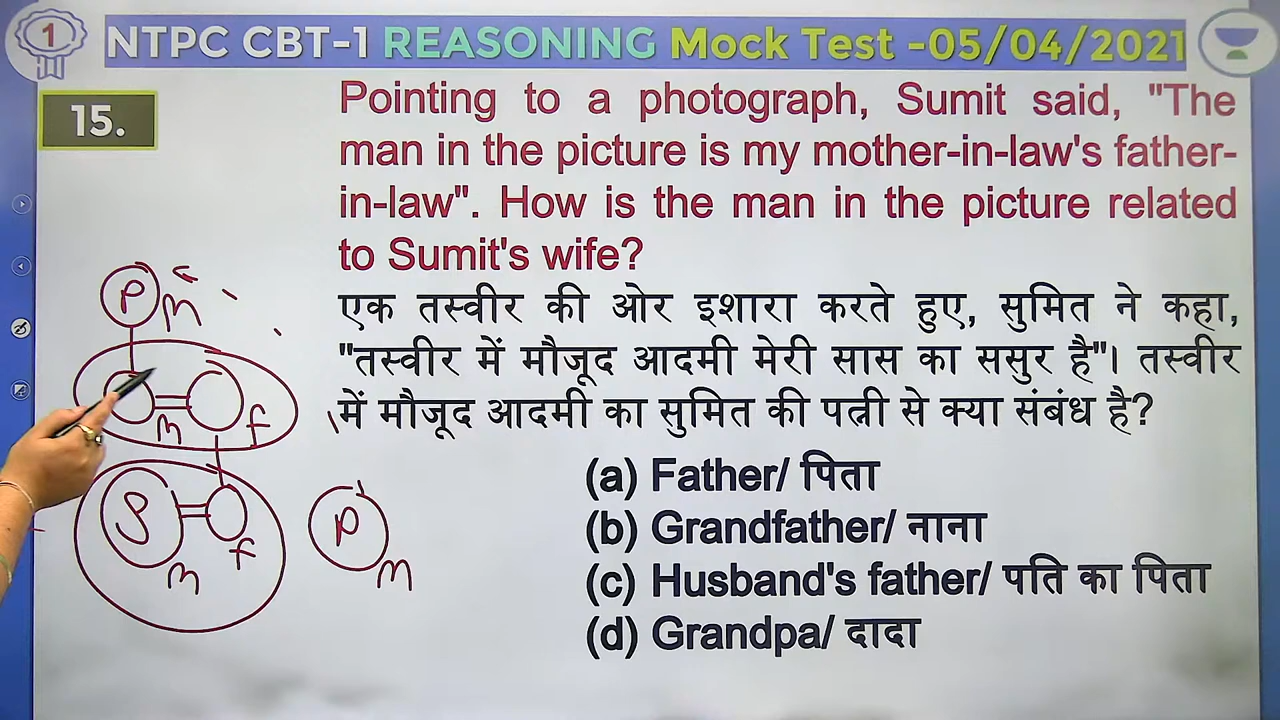 1
NTPC CBT-1 REASONING Mock Test -05/04/2021
15.
Pointing to a photograph, Sumit said, "The
man in the picture is my mother-in-law's father-
in-law". How is the man in the picture related
to Sumit's wife?
एक तस्वीर की ओर इशारा करते हुए, सुमित ने कहा,
"तस्वीर में मौजूद आदमी मेरी सास का ससुर है"। तस्वीर
में मौजूद आदमी का सुमित की पत्नी से क्या संबंध है?
(a) Father/ पिता
(b) Grandfather/ नाना
(c) Husband's father/ पति का पिता
(d) Grandpa/ दादा
P
m
m
f
S
m
f
P
m